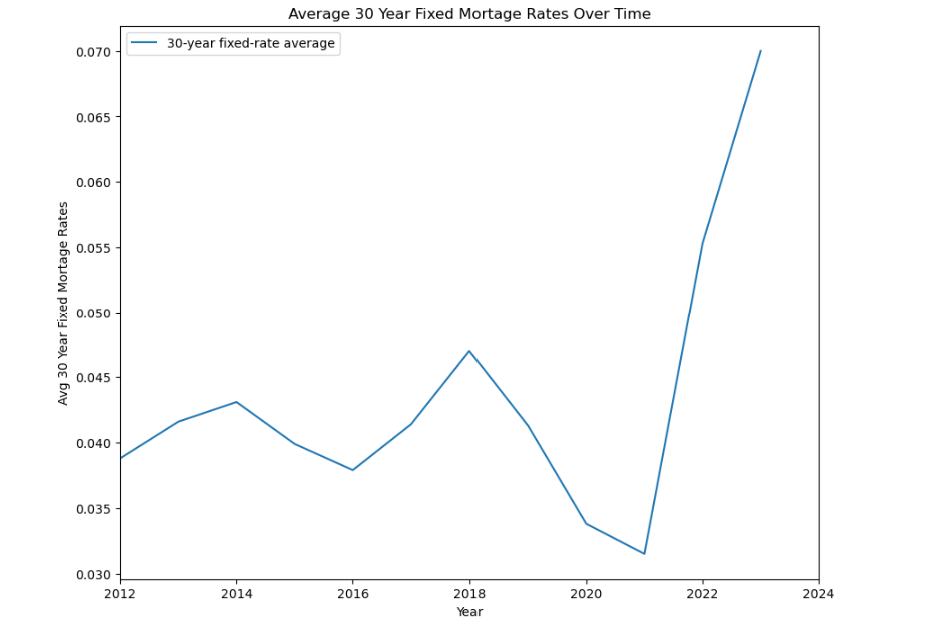 Average 30 Year Fixed Mortage Rates Over Time
30-year fixed-rate average
0.070
0.065
0.060
0.055
0.050
0.045
0.040
0.035
0.030
Avg 30 Year Fixed Mortage Rates
2012 2014 2016 2018 2020 2022 2024
Year